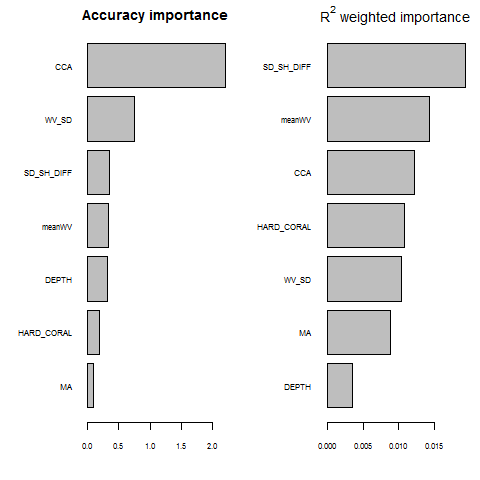 Accuracy importance
CCA
WV_SD
SD_SH_DIFF
meanWV
DEPTH
HARD_CORAL
MA
0.0 0.5 1.0 1.5 2.0
R² weighted importance
SD_SH_DIFF
meanWV
CCA
HARD_CORAL
WV_SD
MA
DEPTH
0.000 0.005 0.010 0.015